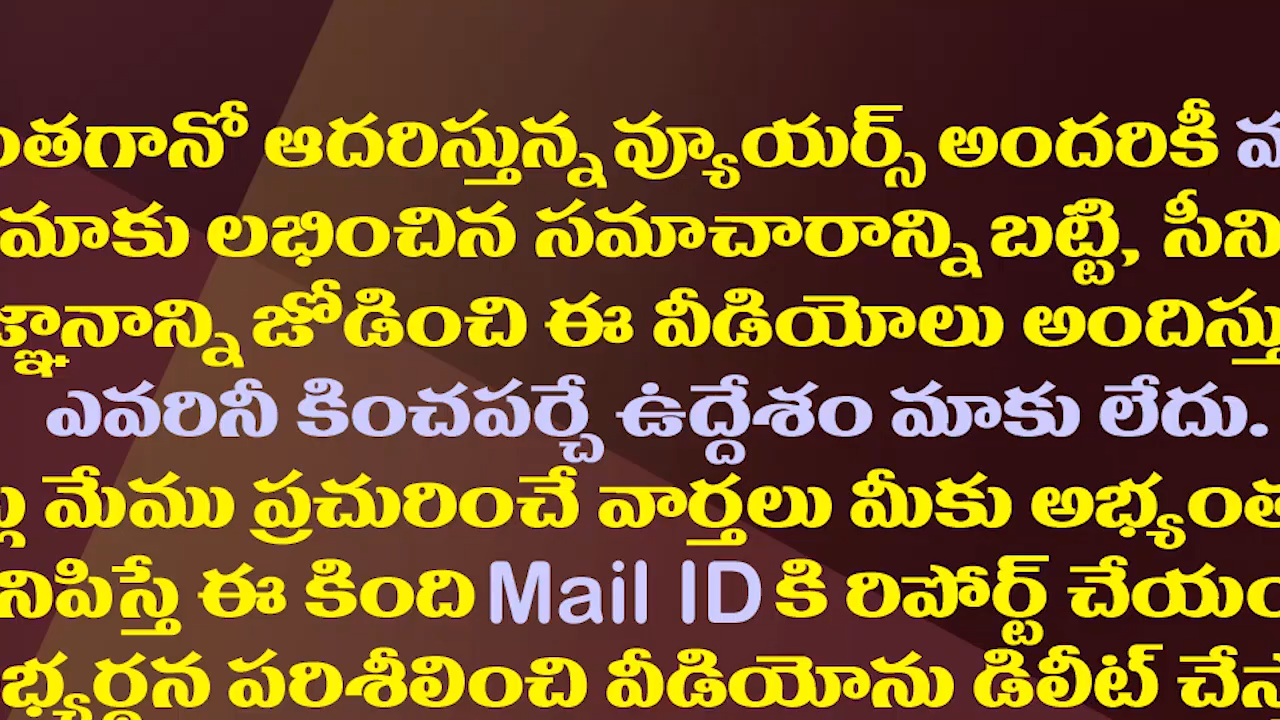 ంతగానో ఆదరిస్తున్న వ్యూయర్స్ అందరికీ
మాకు లభించిన సమాచారాన్ని బట్టి, సీని
జ్ఞానాన్ని జోడించి ఈ వీడియోలు అందిస్తు
ఎవరినీ కించపర్చే ఉద్దేశం మాకు లేదు.
మేము ప్రచురించే వార్తలు మీకు అభ్యంత
నిపిస్తే ఈ కింది Mail ID కి రిపోర్ట్ చేయం
భ్యర్థన పరిశీలించి వీడియోను డిలీట్ చేస